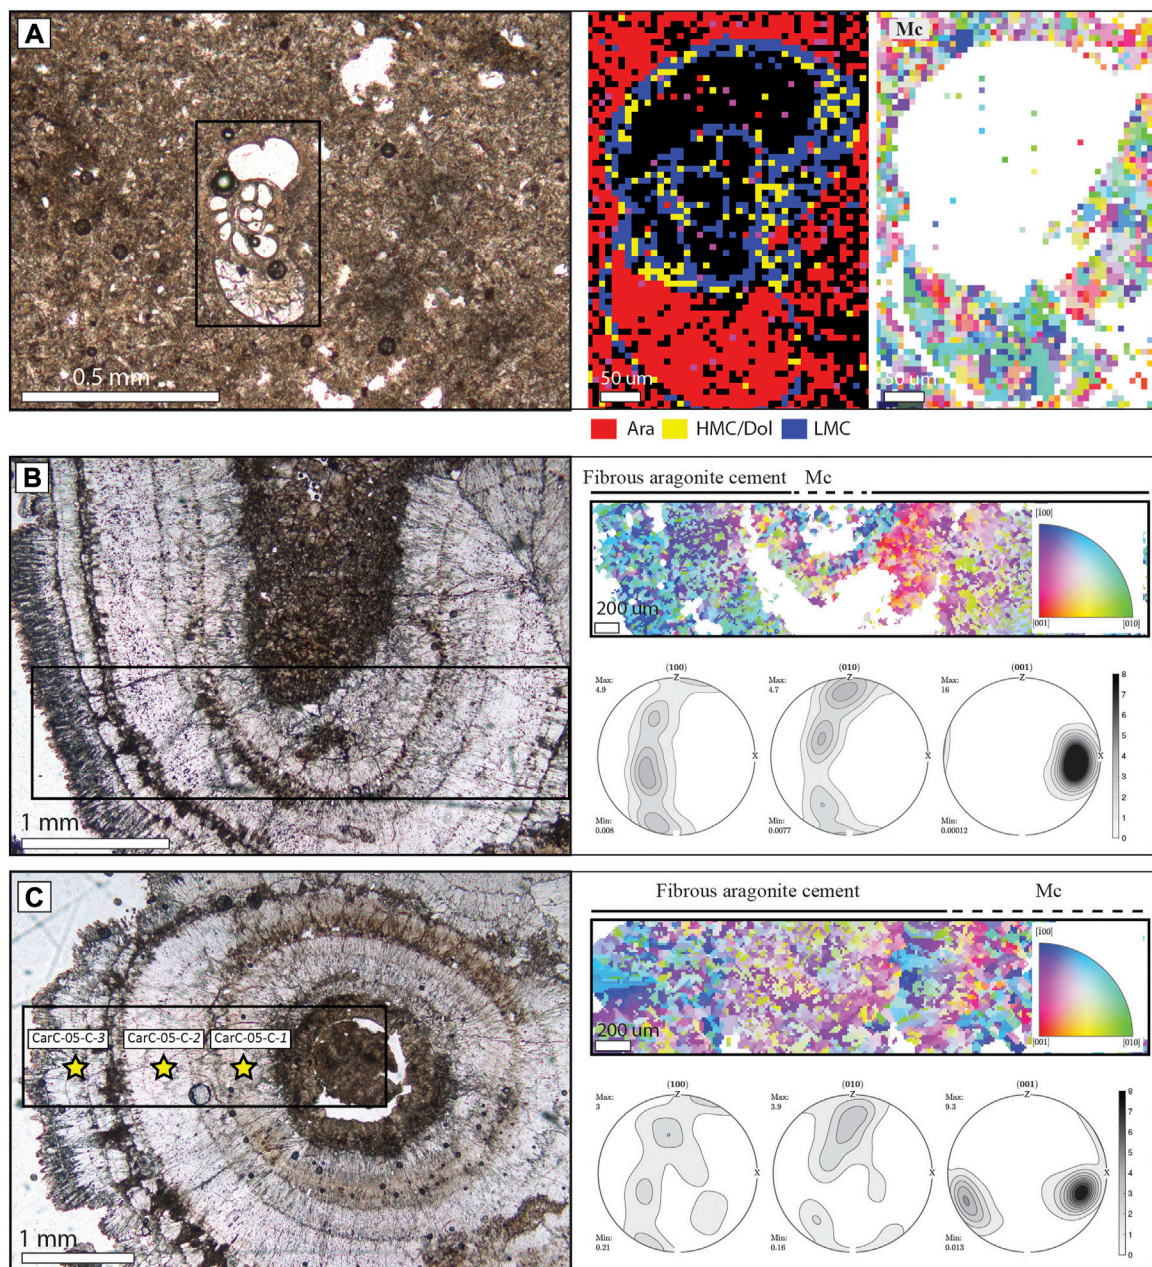 A
0.5 mm
50 um
Mc
50 um
Ara HMC/Dol LMC
B
1 mm
Fibrous aragonite cement Mc
200 um
[1̄00]
[001] [010]
(100) (010) (001)
Max: 4.9
Z
Max: 4.7
Z
Max: 16
Z
X X X
Min: 0.008
Min: 0.0077
Min: 0.00012
8
7
6
5
4
3
2
1
0
C
CarC-05-C-3 CarC-05-C-2 CarC-05-C-1
1 mm
Fibrous aragonite cement Mc
200 um
[1̄00]
[001] [010]
(100) (010) (001)
Max: 3
Z
Max: 3.9
Z
Max: 9.3
Z
X X X
Min: 0.21
Min: 0.16
Min: 0.013
8
7
6
5
4
3
2
1
0